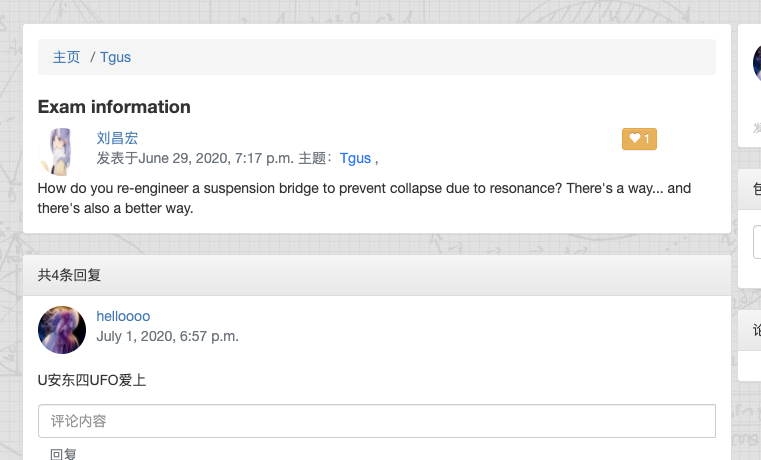 主页 / Tgus
Exam information
刘昌宏
1
发表于June 29, 2020, 7:17 p.m. 主题：Tgus ,
How do you re-engineer a suspension bridge to prevent collapse due to resonance? There's a way... and
there's also a better way.
共4条回复
helloooo
July 1, 2020, 6:57 p.m.
U安东四UFO爱上
评论内容
回复